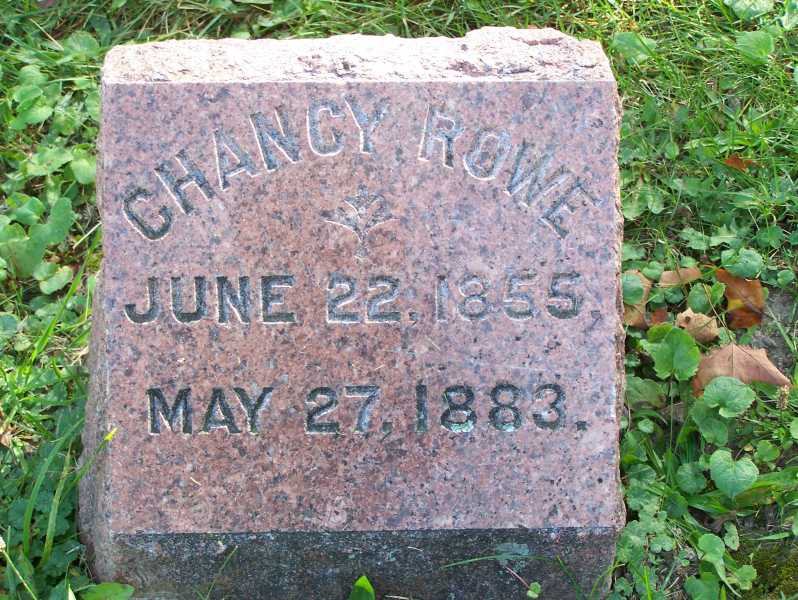 CHANCY ROWE
JUNE 22, 1855,
MAY 27, 1883.